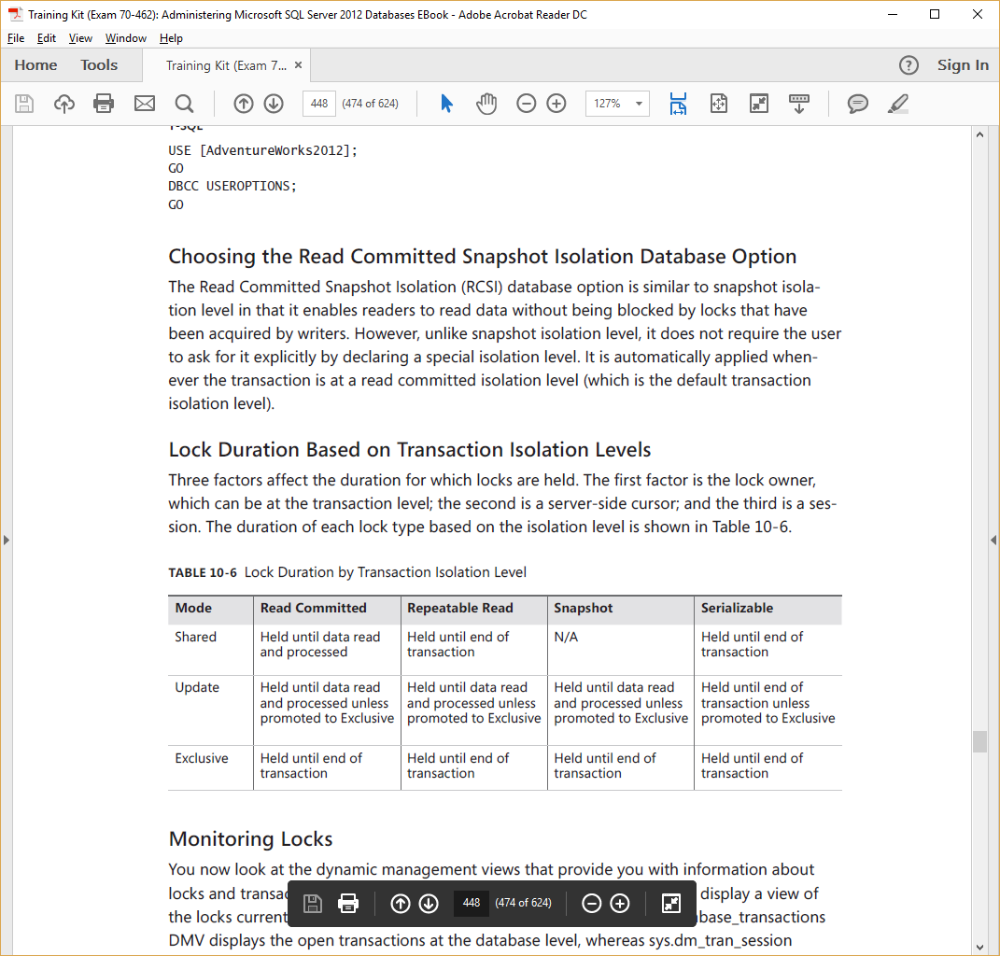 Training Kit (Exam 70-462): Administering Microsoft SQL Server 2012 Databases EBook - Adobe Acrobat Reader DC
File Edit View Window Help
Home Tools Training Kit (Exam 7... × ? Sign In
448 (474 of 624) 127%
T-SQL
USE [AdventureWorks2012];
GO
DBCC USEROPTIONS;
GO
Choosing the Read Committed Snapshot Isolation Database Option
The Read Committed Snapshot Isolation (RCSI) database option is similar to snapshot isola-
tion level in that it enables readers to read data without being blocked by locks that have
been acquired by writers. However, unlike snapshot isolation level, it does not require the user
to ask for it explicitly by declaring a special isolation level. It is automatically applied when-
ever the transaction is at a read committed isolation level (which is the default transaction
isolation level).
Lock Duration Based on Transaction Isolation Levels
Three factors affect the duration for which locks are held. The first factor is the lock owner,
which can be at the transaction level; the second is a server-side cursor; and the third is a ses-
sion. The duration of each lock type based on the isolation level is shown in Table 10-6.
TABLE 10-6 Lock Duration by Transaction Isolation Level
Mode Read Committed Repeatable Read Snapshot Serializable
Shared Held until data read Held until end of N/A Held until end of
and processed transaction transaction
Update Held until data read Held until data read Held until data read Held until end of
and processed unless and processed unless and processed unless transaction unless
promoted to Exclusive promoted to Exclusive promoted to Exclusive promoted to Exclusive
Exclusive Held until end of Held until end of Held until end of Held until end of
transaction transaction transaction transaction
Monitoring Locks
You now look at the dynamic management views that provide you with information about
locks and display a view of
the locks
448 (474 of 624)
DMV displays the open transactions at the database level, whereas sys.dm_tran_session